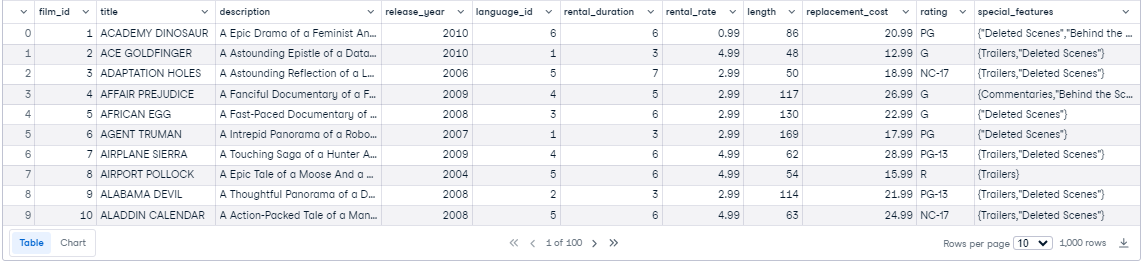 film_id title description release_year language_id rental_duration rental_rate length replacement_cost rating special_features
0 1 ACADEMY DINOSAUR A Epic Drama of a Feminist An... 2010 6 6 0.99 86 20.99 PG {"Deleted Scenes","Behind the ...
1 2 ACE GOLDFINGER A Astounding Epistle of a Data... 2010 1 3 4.99 48 12.99 G {Trailers,"Deleted Scenes"}
2 3 ADAPTATION HOLES A Astounding Reflection of a L... 2006 5 7 2.99 50 18.99 NC-17 {Trailers,"Deleted Scenes"}
3 4 AFFAIR PREJUDICE A Fanciful Documentary of a F... 2009 4 5 2.99 117 26.99 G {Commentaries,"Behind the Sc...
4 5 AFRICAN EGG A Fast-Paced Documentary of ... 2008 3 6 2.99 130 22.99 G {"Deleted Scenes"}
5 6 AGENT TRUMAN A Intrepid Panorama of a Robo... 2007 1 3 2.99 169 17.99 PG {"Deleted Scenes"}
6 7 AIRPLANE SIERRA A Touching Saga of a Hunter A... 2009 4 6 4.99 62 28.99 PG-13 {Trailers,"Deleted Scenes"}
7 8 AIRPORT POLLOCK A Epic Tale of a Moose And a ... 2004 5 6 4.99 54 15.99 R {Trailers}
8 9 ALABAMA DEVIL A Thoughtful Panorama of a D... 2008 2 3 2.99 114 21.99 PG-13 {Trailers,"Deleted Scenes"}
9 10 ALADDIN CALENDAR A Action-Packed Tale of a Man... 2008 5 6 4.99 63 24.99 NC-17 {Trailers,"Deleted Scenes"}
Table Chart 1 of 100 Rows per page 10 1,000 rows